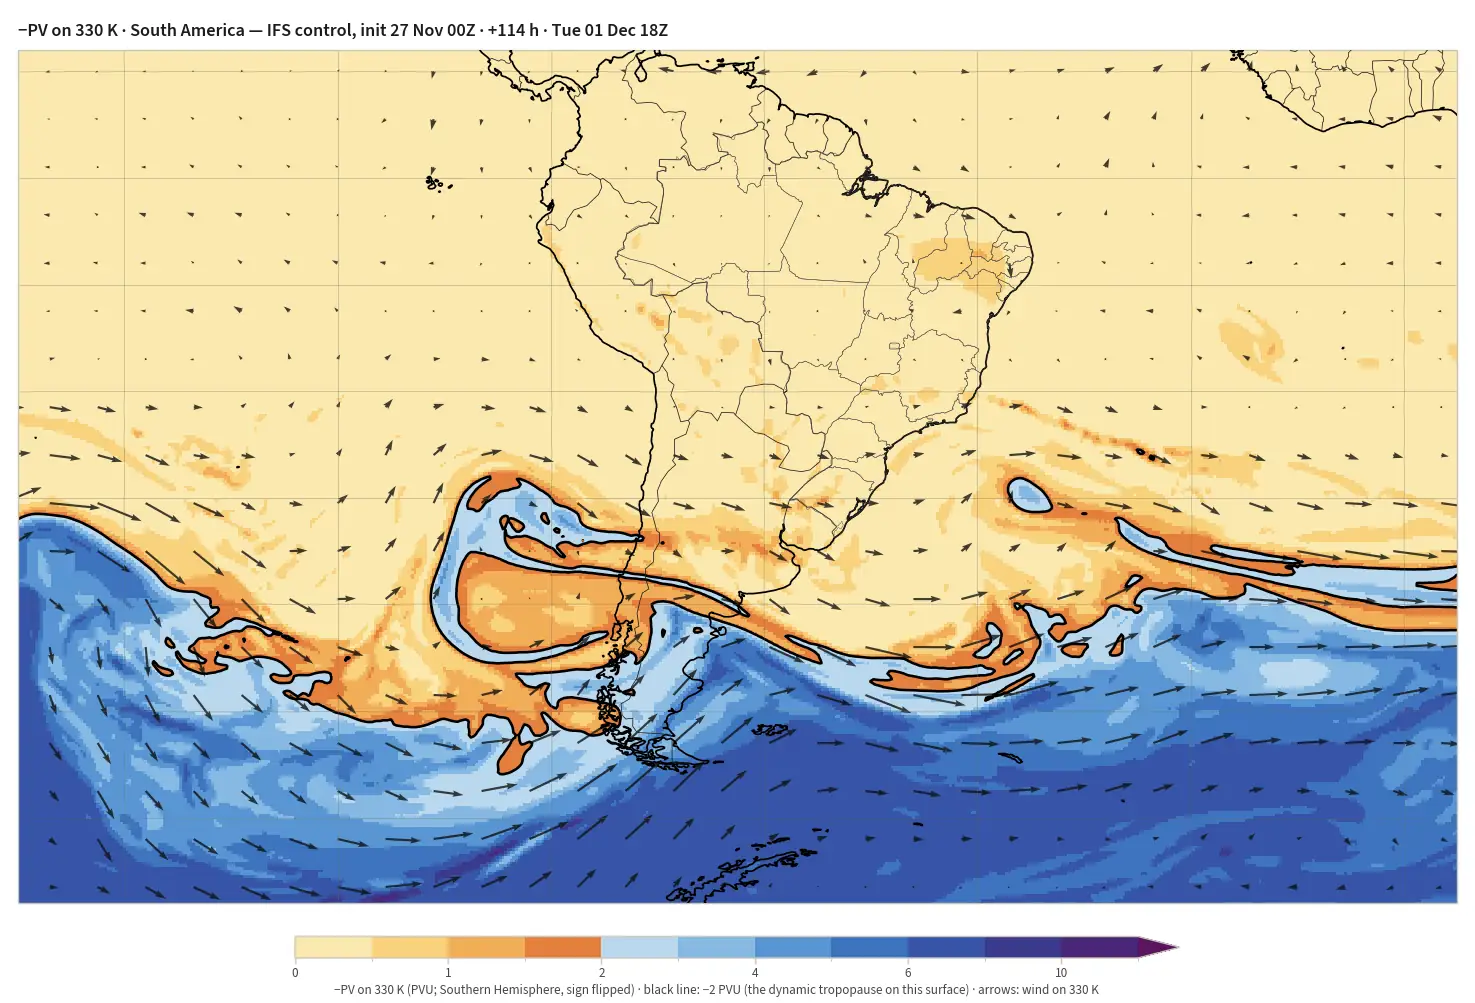 −PV on 330 K · South America — IFS control, init 27 Nov 00Z · +114 h · Tue 01 Dec 18Z
0 1 2 4 6 10
−PV on 330 K (PVU; Southern Hemisphere, sign flipped) · black line: −2 PVU (the dynamic tropopause on this surface) · arrows: wind on 330 K